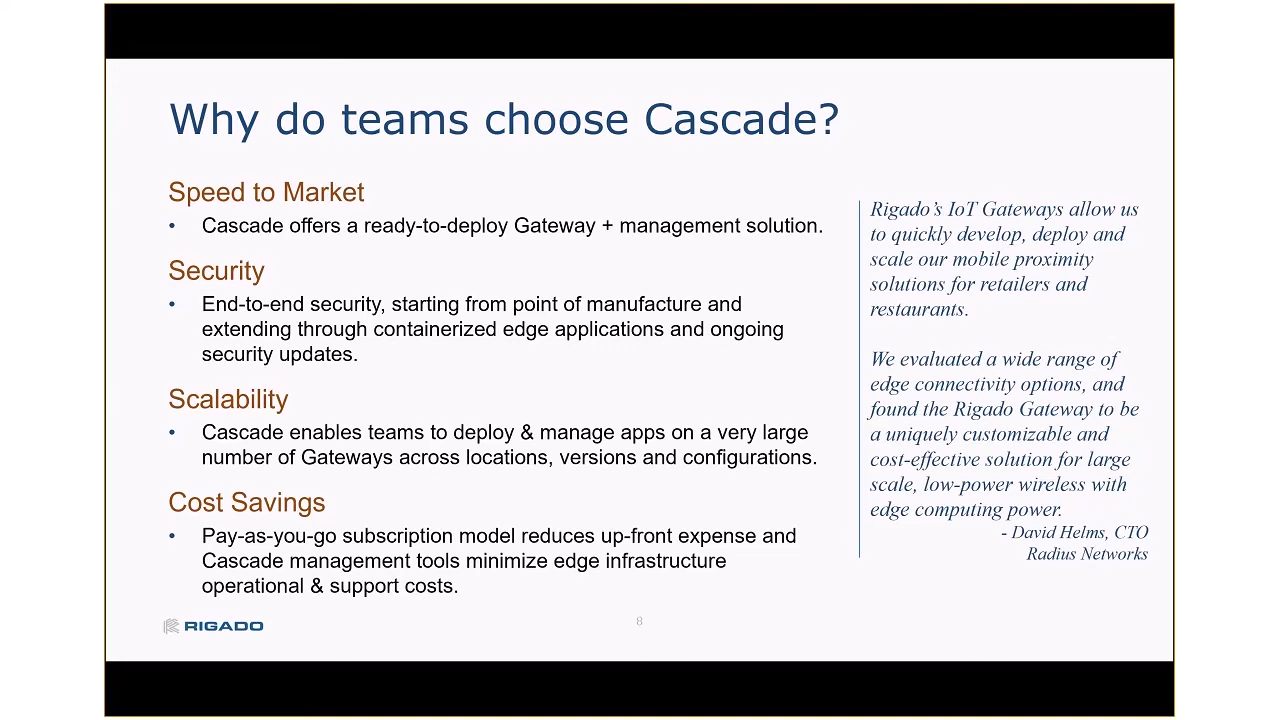 Why do teams choose Cascade?
Speed to Market
• Cascade offers a ready-to-deploy Gateway + management solution.
Security
• End-to-end security, starting from point of manufacture and
extending through containerized edge applications and ongoing
security updates.
Scalability
• Cascade enables teams to deploy & manage apps on a very large
number of Gateways across locations, versions and configurations.
Cost Savings
• Pay-as-you-go subscription model reduces up-front expense and
Cascade management tools minimize edge infrastructure
operational & support costs.
Rigado’s IoT Gateways allow us
to quickly develop, deploy and
scale our mobile proximity
solutions for retailers and
restaurants.
We evaluated a wide range of
edge connectivity options, and
found the Rigado Gateway to be
a uniquely customizable and
cost-effective solution for large
scale, low-power wireless with
edge computing power.
- David Helms, CTO
Radius Networks
RIGADO
8